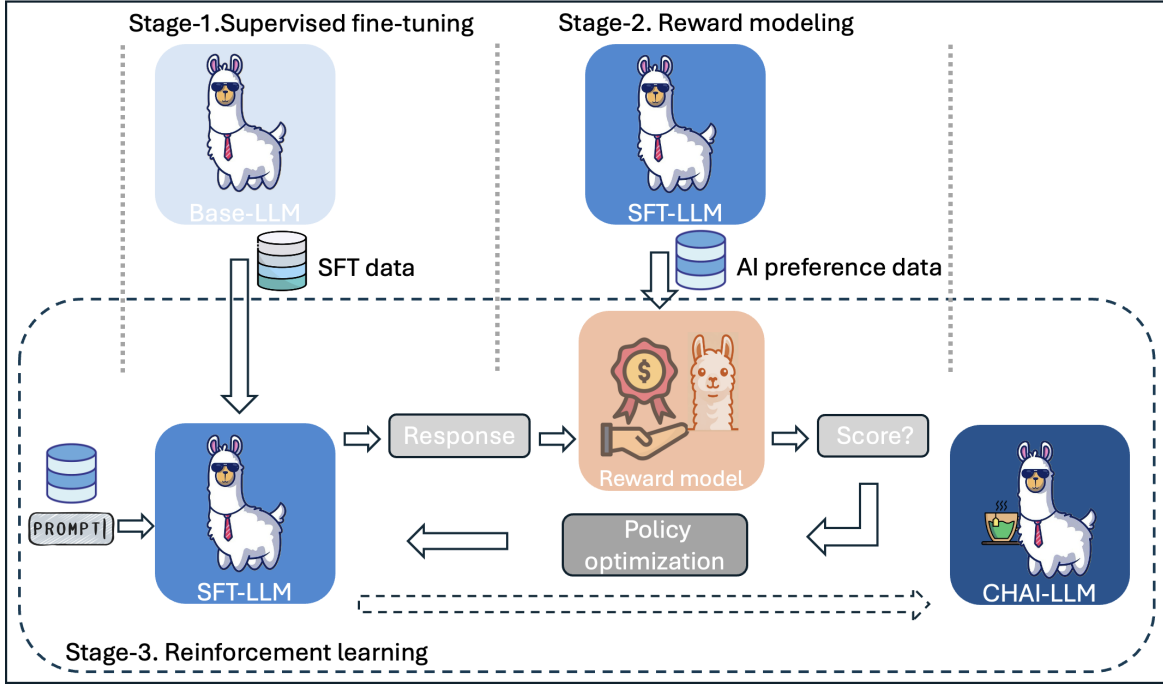 Stage-1.Supervised fine-tuning
Stage-2. Reward modeling
Base-LLM
SFT-LLM
SFT data
AI preference data
$
Reward model
Response
Score?
PROMPT|
SFT-LLM
Policy
optimization
CHAI-LLM
Stage-3. Reinforcement learning